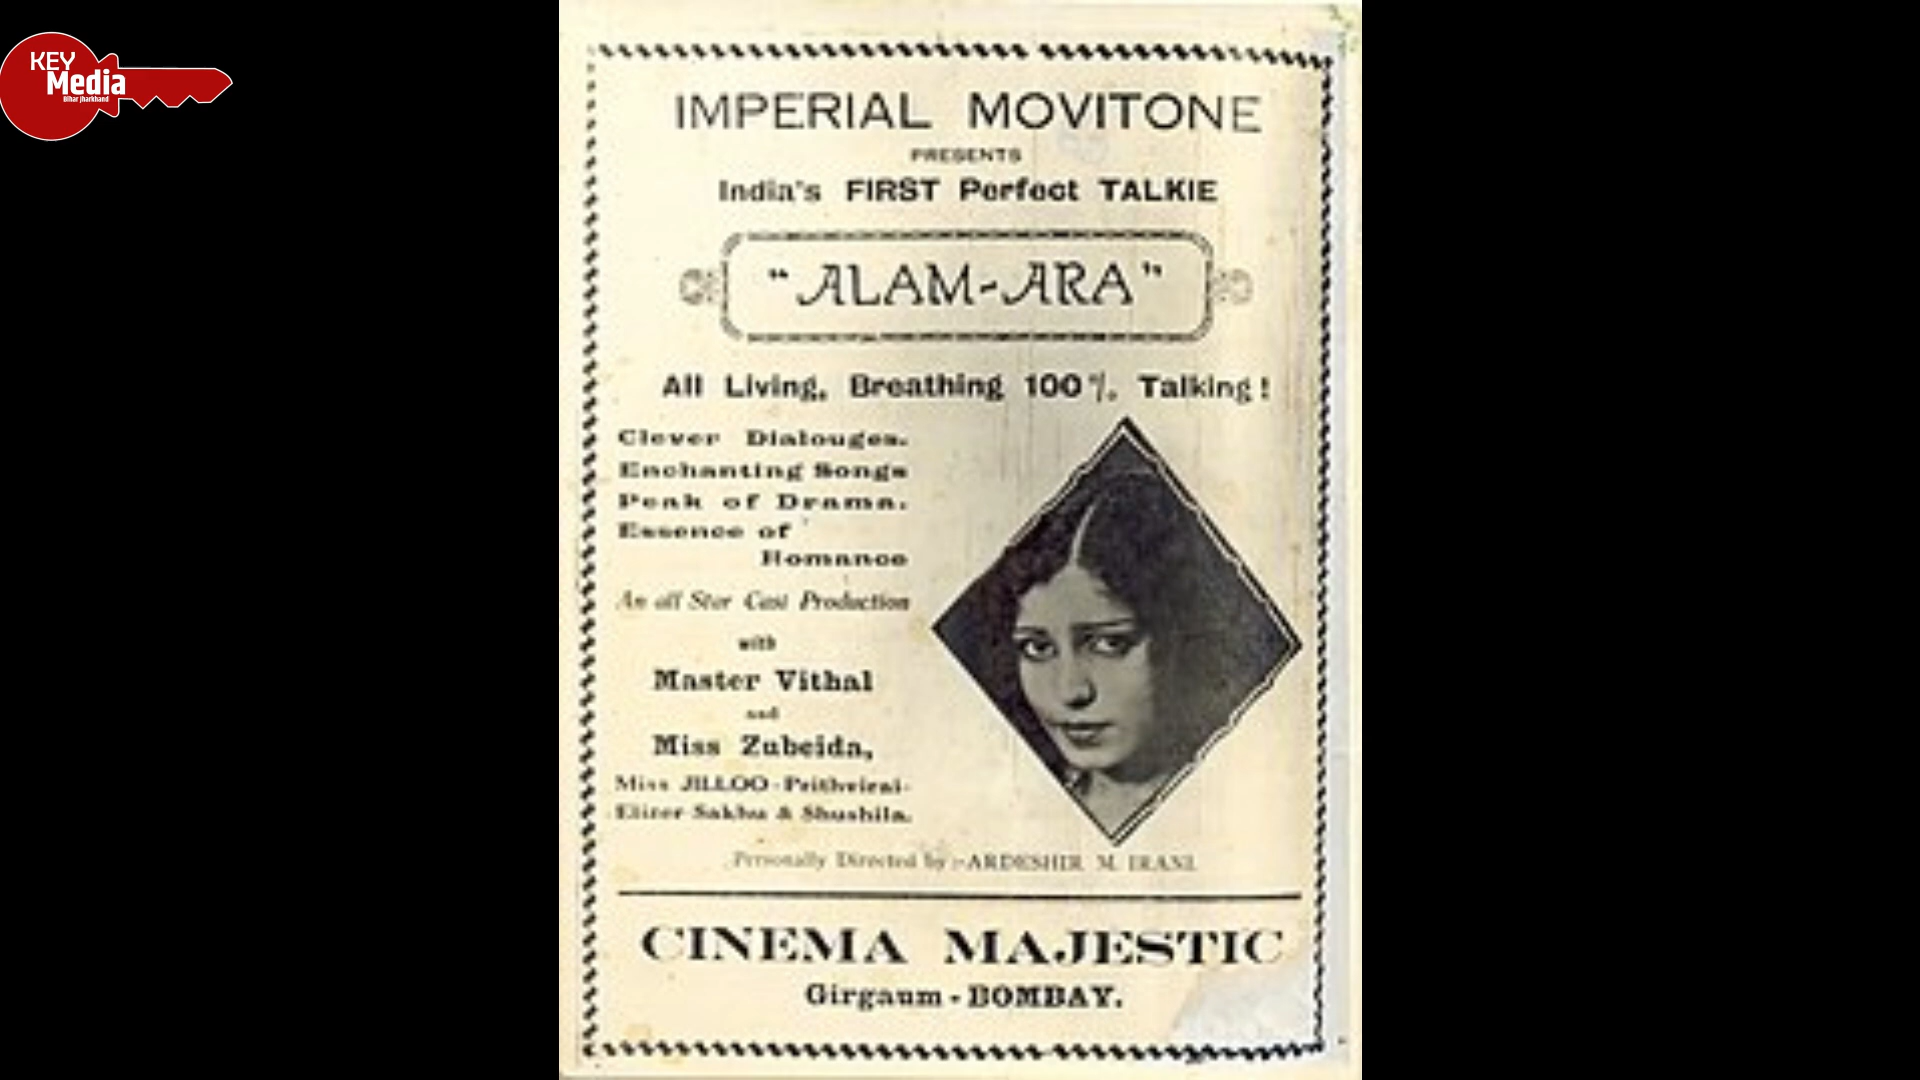 KEY
Media
Bihar Jharkhand
IMPERIAL MOVITONE
PRESENTS
India's FIRST Perfect TALKIE
"ALAM-ARA"
All Living, Breathing 100%. Talking!
Clever Dialouges.
Enchanting Songs
Peak of Drama.
Essence of
Romance
An all Star Cast Production
with
Master Vithal
and
Miss Zubeida,
Miss JILLOO-
Sakhu & Shushila.
Personally Directed by:-ARDESHIR M. IRANI.
CINEMA MAJESTIC
Girgaum - BOMBAY.